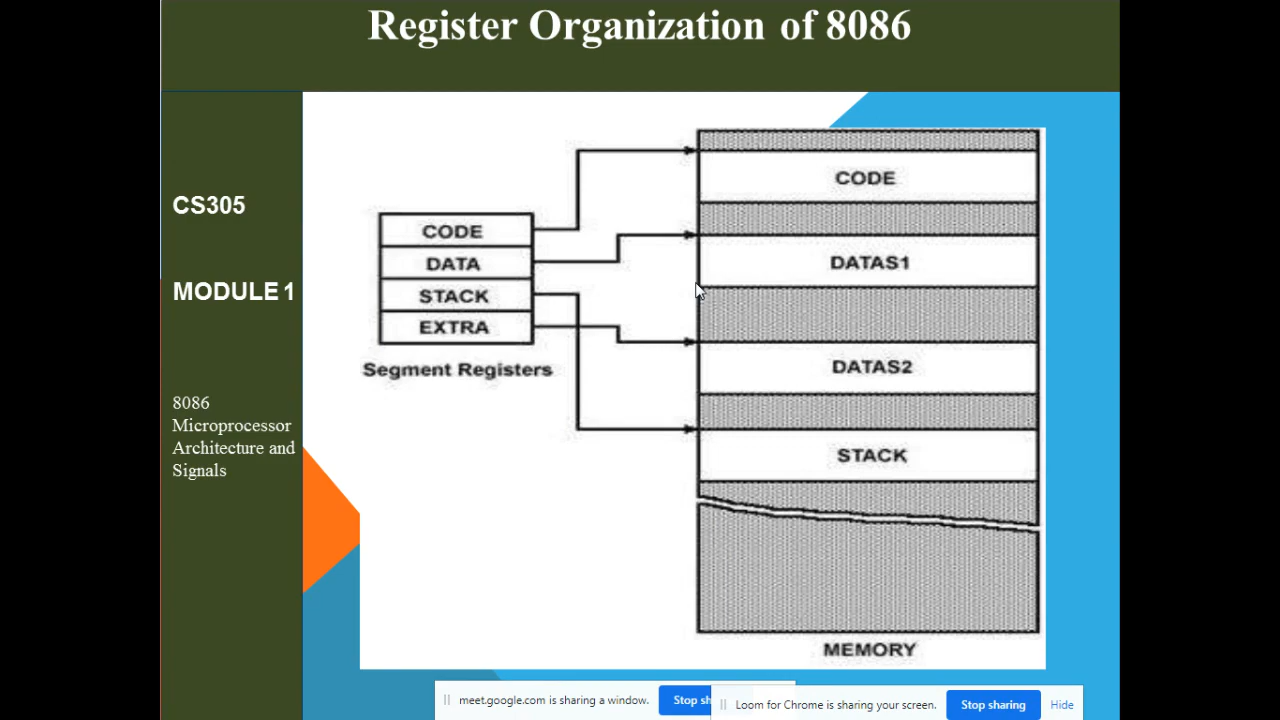 Register Organization of 8086
CS305
MODULE 1
8086
Microprocessor
Architecture and
Signals
CODE
DATA
STACK
EXTRA
Segment Registers
CODE
DATAS1
DATAS2
STACK
MEMORY
meet.google.com is sharing a window.
Stop sh
Loom for Chrome is sharing your screen.
Stop sharing
Hide